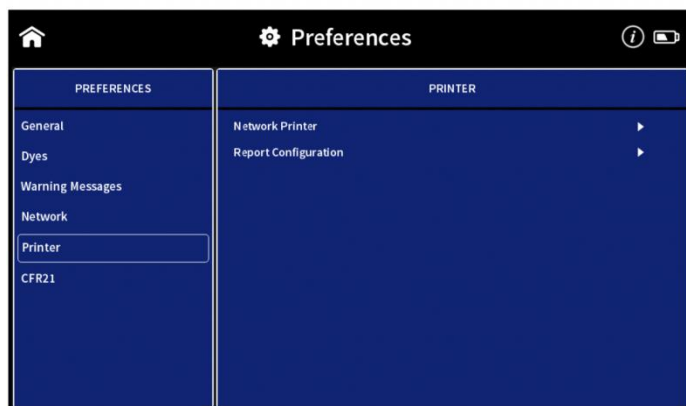 Preferences
i
PREFERENCES
General
Dyes
Warning Messages
Network
Printer
CFR21
PRINTER
Network Printer
Report Configuration